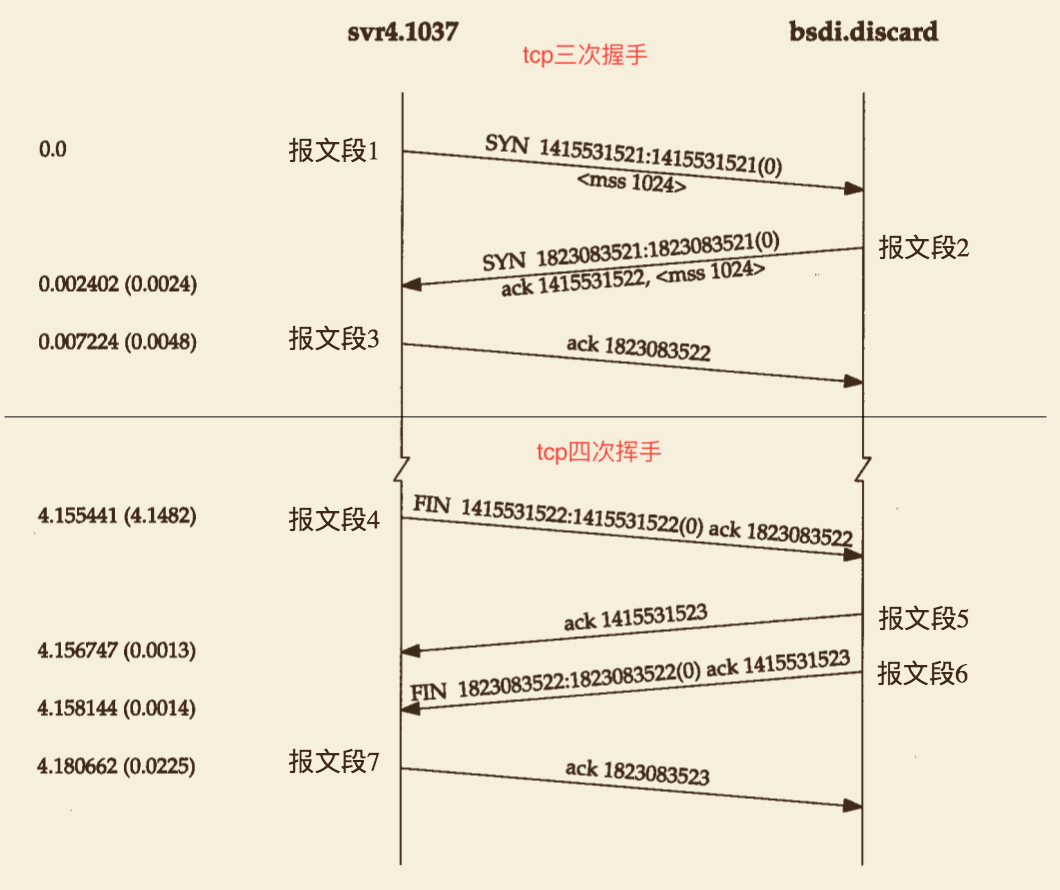 svr4.1037
bsdi.discard
tcp三次握手
0.0
报文段1
SYN 1415531521:1415531521(0)
<mss 1024>
SYN 1823083521:1823083521(0)
报文段2
ack 1415531522, <mss 1024>
0.002402 (0.0024)
0.007224 (0.0048)
报文段3
ack 1823083522
tcp四次挥手
4.155441 (4.1482)
报文段4
FIN 1415531522:1415531522(0) ack 1823083522
ack 1415531523
报文段5
4.156747 (0.0013)
FIN 1823083522:1823083522(0) ack 1415531523
报文段6
4.158144 (0.0014)
4.180662 (0.0225)
报文段7
ack 1823083523